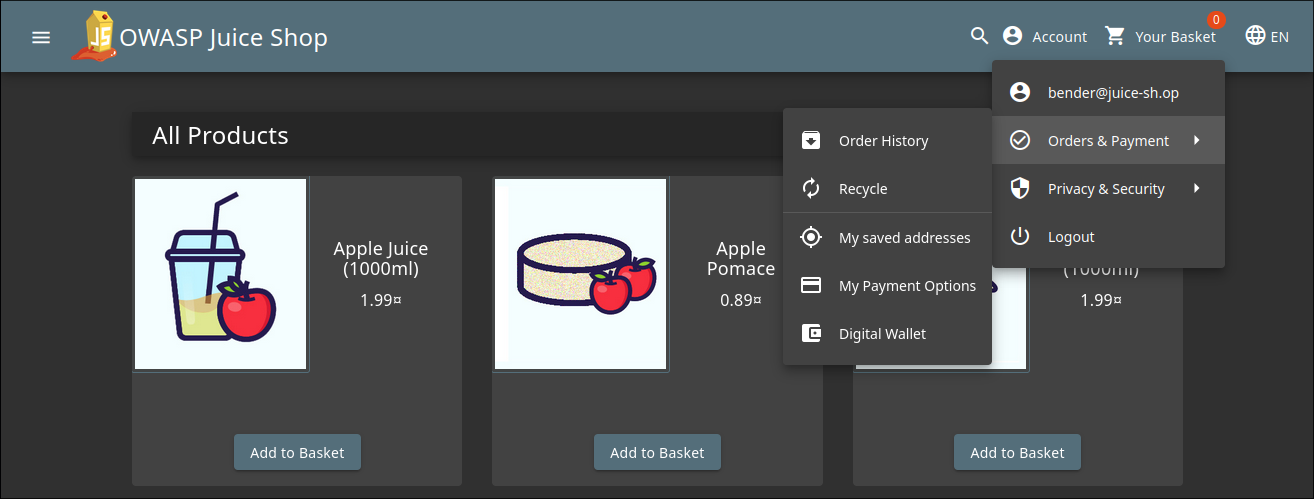 JS
OWASP Juice Shop
Account
Your Basket
0
EN
bender@juice-sh.op
Orders & Payment
Privacy & Security
Logout
Order History
Recycle
My saved addresses
My Payment Options
Digital Wallet
All Products
Apple Juice
(1000ml)
1.99¤
Add to Basket
Apple
Pomace
0.89¤
Add to Basket
(1000ml)
1.99¤
Add to Basket